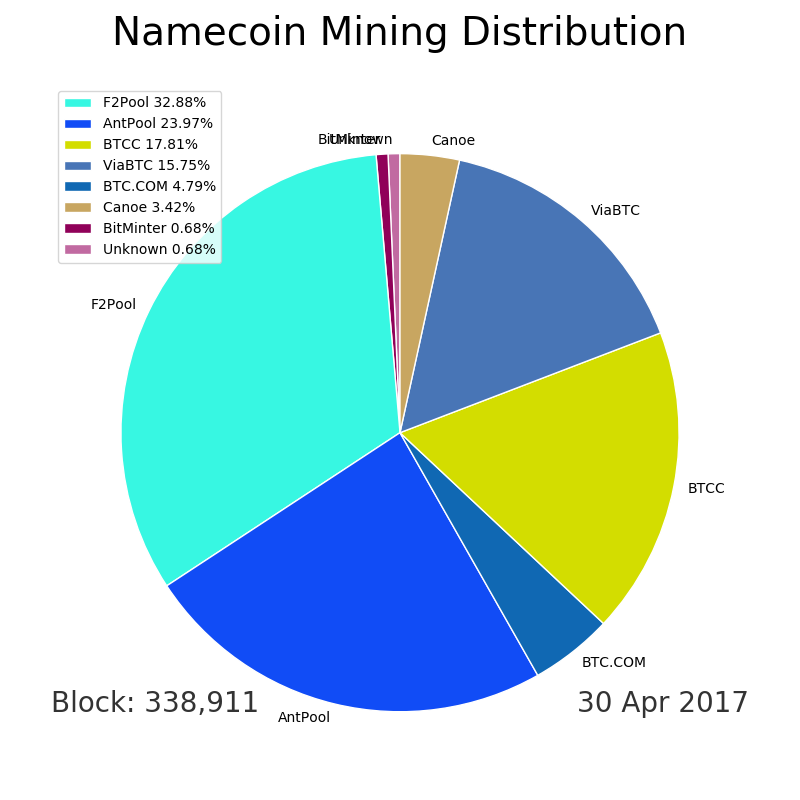 Namecoin Mining Distribution
F2Pool 32.88%
AntPool 23.97%
BTCC 17.81%
ViaBTC 15.75%
BTC.COM 4.79%
Canoe 3.42%
BitMinter 0.68%
Unknown 0.68%
BitMinter
Unknown
Canoe
ViaBTC
F2Pool
BTCC
BTC.COM
AntPool
Block: 338,911
30 Apr 2017